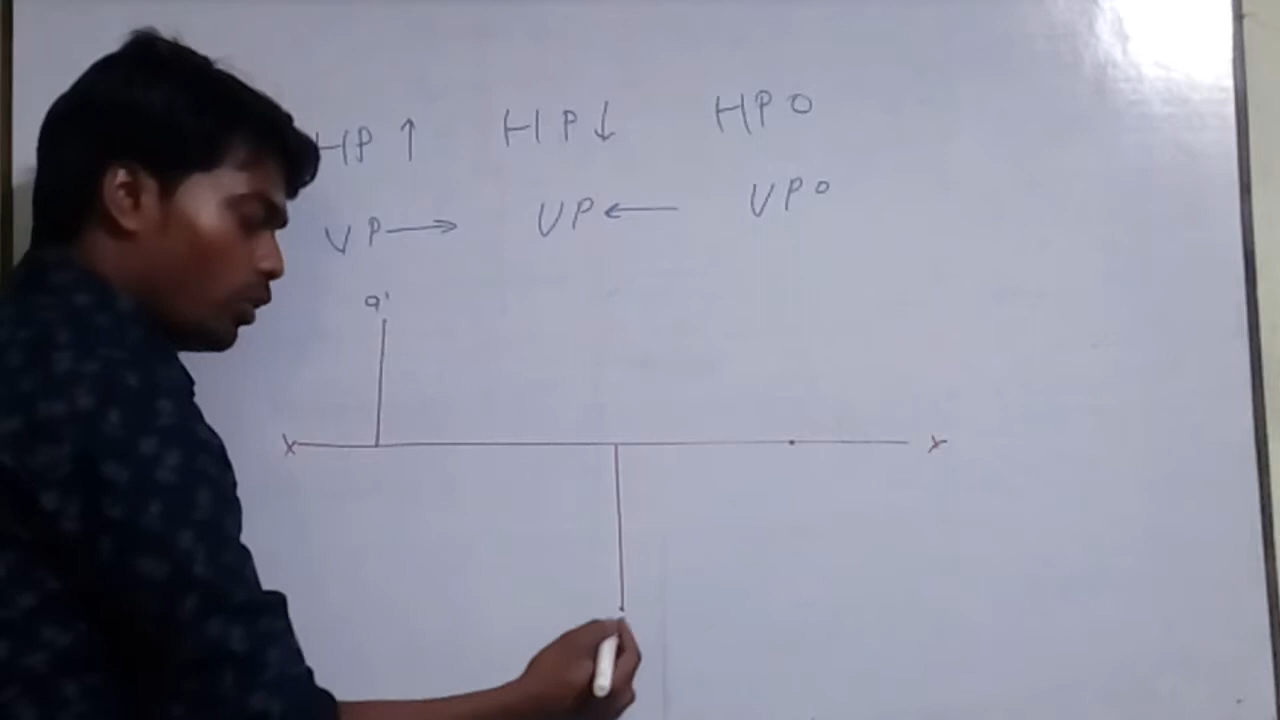 HP ↑ HP ↓ HP 0
VP → VP ← VP 0
a'
X Y